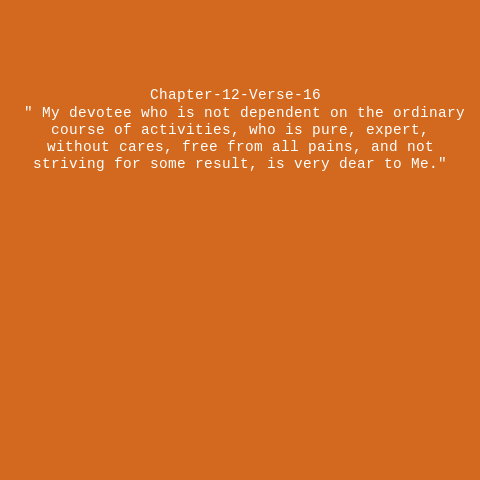 Chapter-12-Verse-16
" My devotee who is not dependent on the ordinary
course of activities, who is pure, expert,
without cares, free from all pains, and not
striving for some result, is very dear to Me."